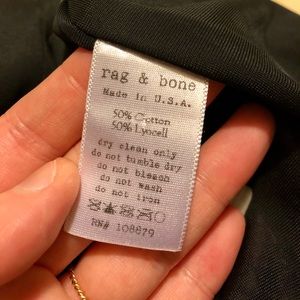 rag & bone
Made in U.S.A.
50% Cotton
50% Lyocell
dry clean only
do not tumble dry
do not bleach
do not wash
do not iron
RN# 108879